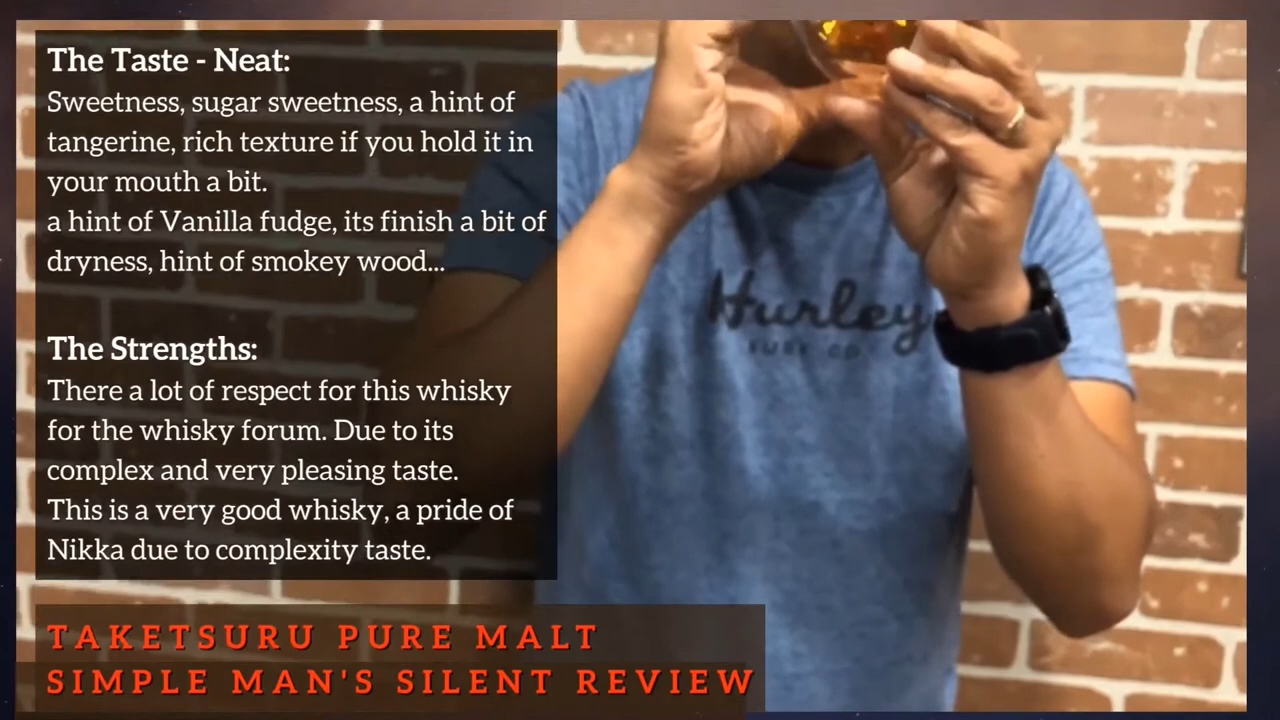 The Taste - Neat:
Sweetness, sugar sweetness, a hint of
tangerine, rich texture if you hold it in
your mouth a bit.
a hint of Vanilla fudge, its finish a bit of
dryness, hint of smokey wood...
The Strengths:
There a lot of respect for this whisky
for the whisky forum. Due to its
complex and very pleasing taste.
This is a very good whisky, a pride of
Nikka due to complexity taste.
Hurley
SURF CO
TAKETSURU PURE MALT
SIMPLE MAN'S SILENT REVIEW